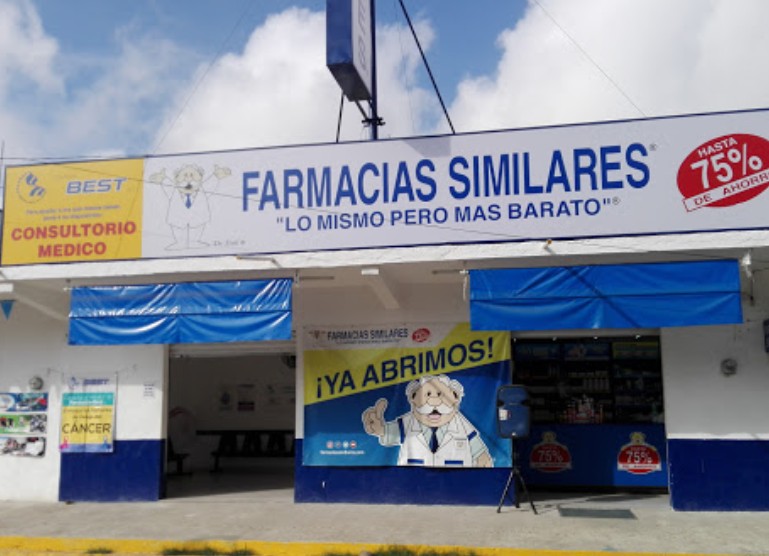 BEST
CONSULTORIO
MEDICO
FARMACIAS SIMILARES®
"LO MISMO PERO MAS BARATO"®
HASTA
75%
DE AHORRO
FARMACIAS SIMILARES
75%
¡YA ABRIMOS!
BEST
CÁNCER
75%
75%